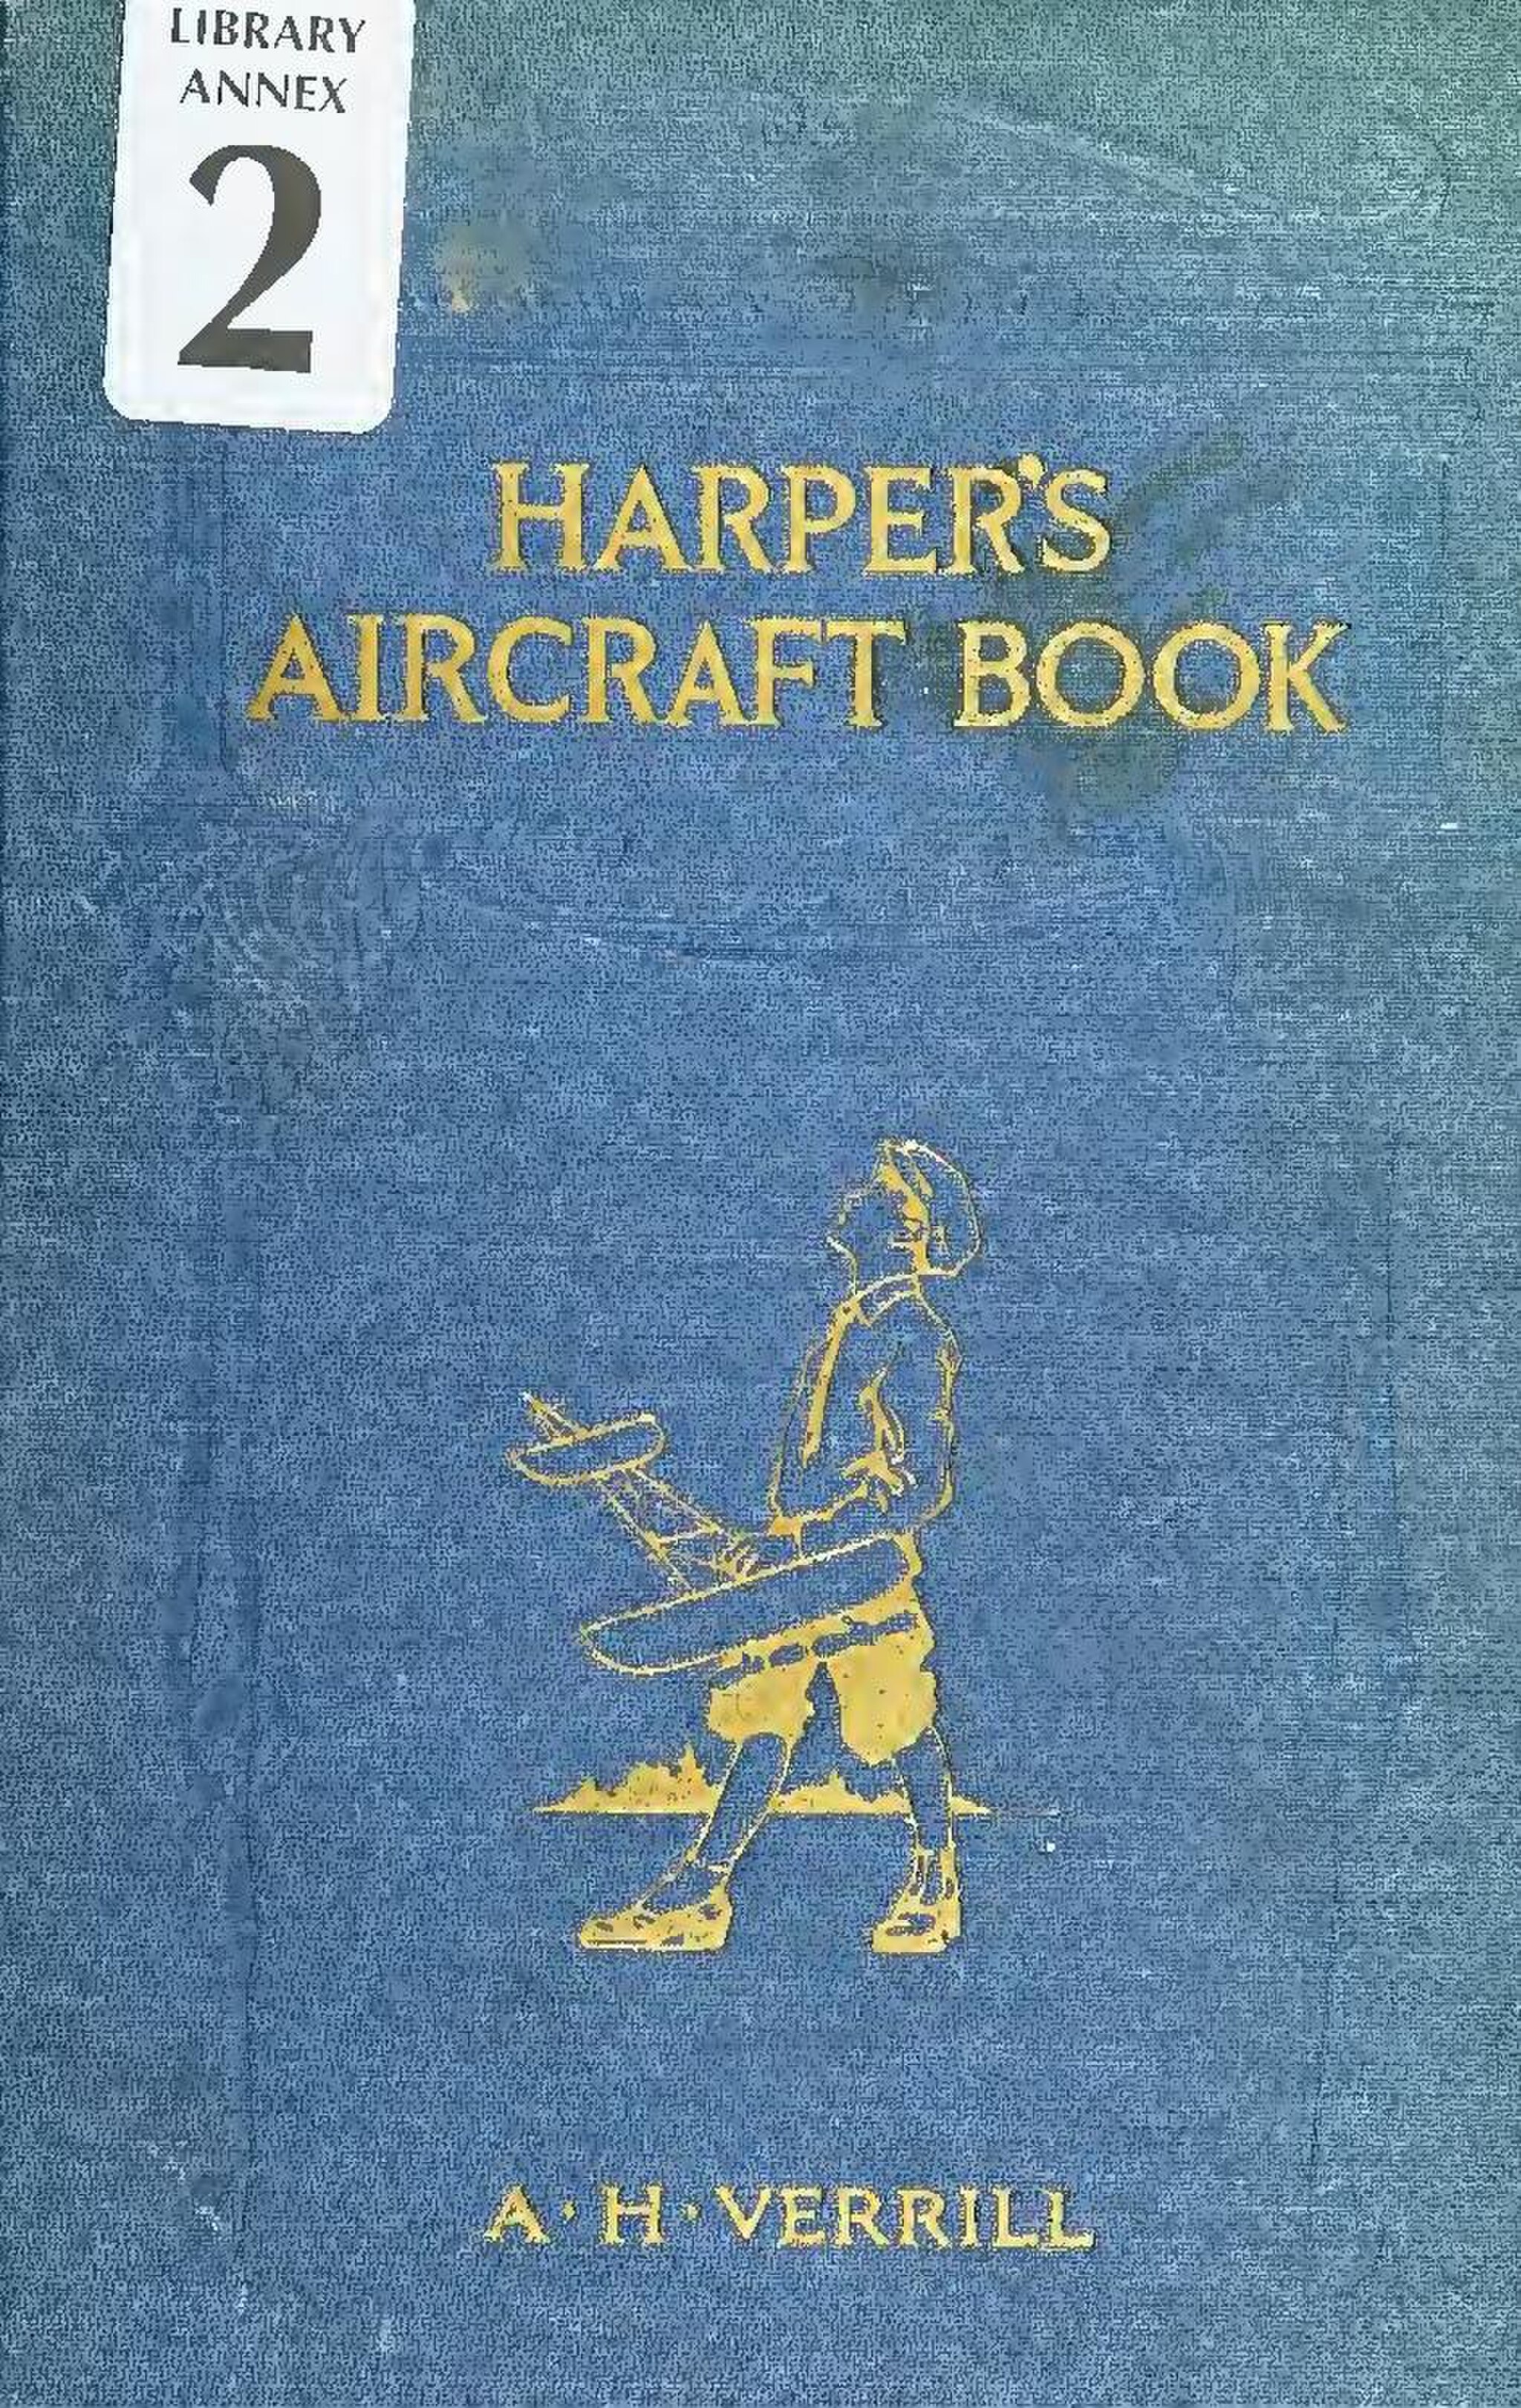 LIBRARY
ANNEX
2
HARPER'S
AIRCRAFT BOOK
A·H·VERRILL